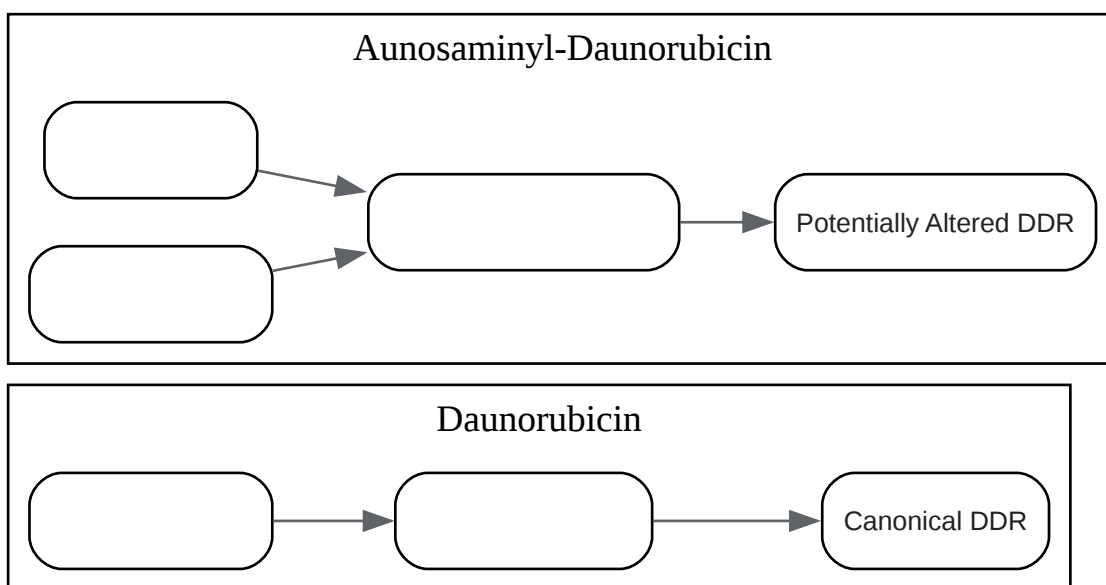 Aunosaminyl-Daunorubicin
Potentially Altered DDR
Daunorubicin
Canonical DDR